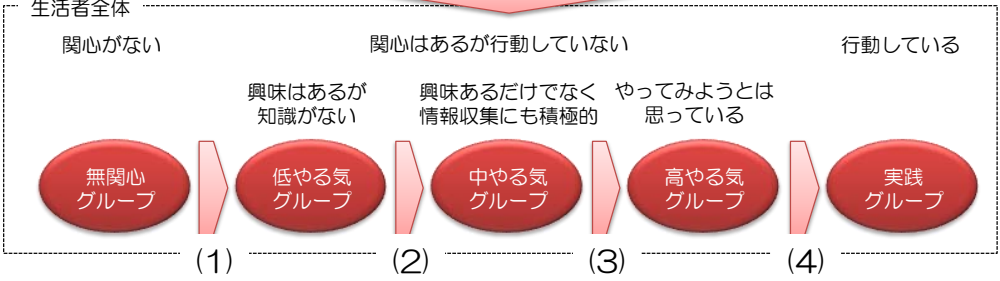 生活者全体
関心がない
関心はあるが行動していない
行動している
興味はあるが
知識がない
興味あるだけでなく
情報収集にも積極的
やってみようとは
思っている
無関心
グループ
低やる気
グループ
中やる気
グループ
高やる気
グループ
実践
グループ
(1)
(2)
(3)
(4)